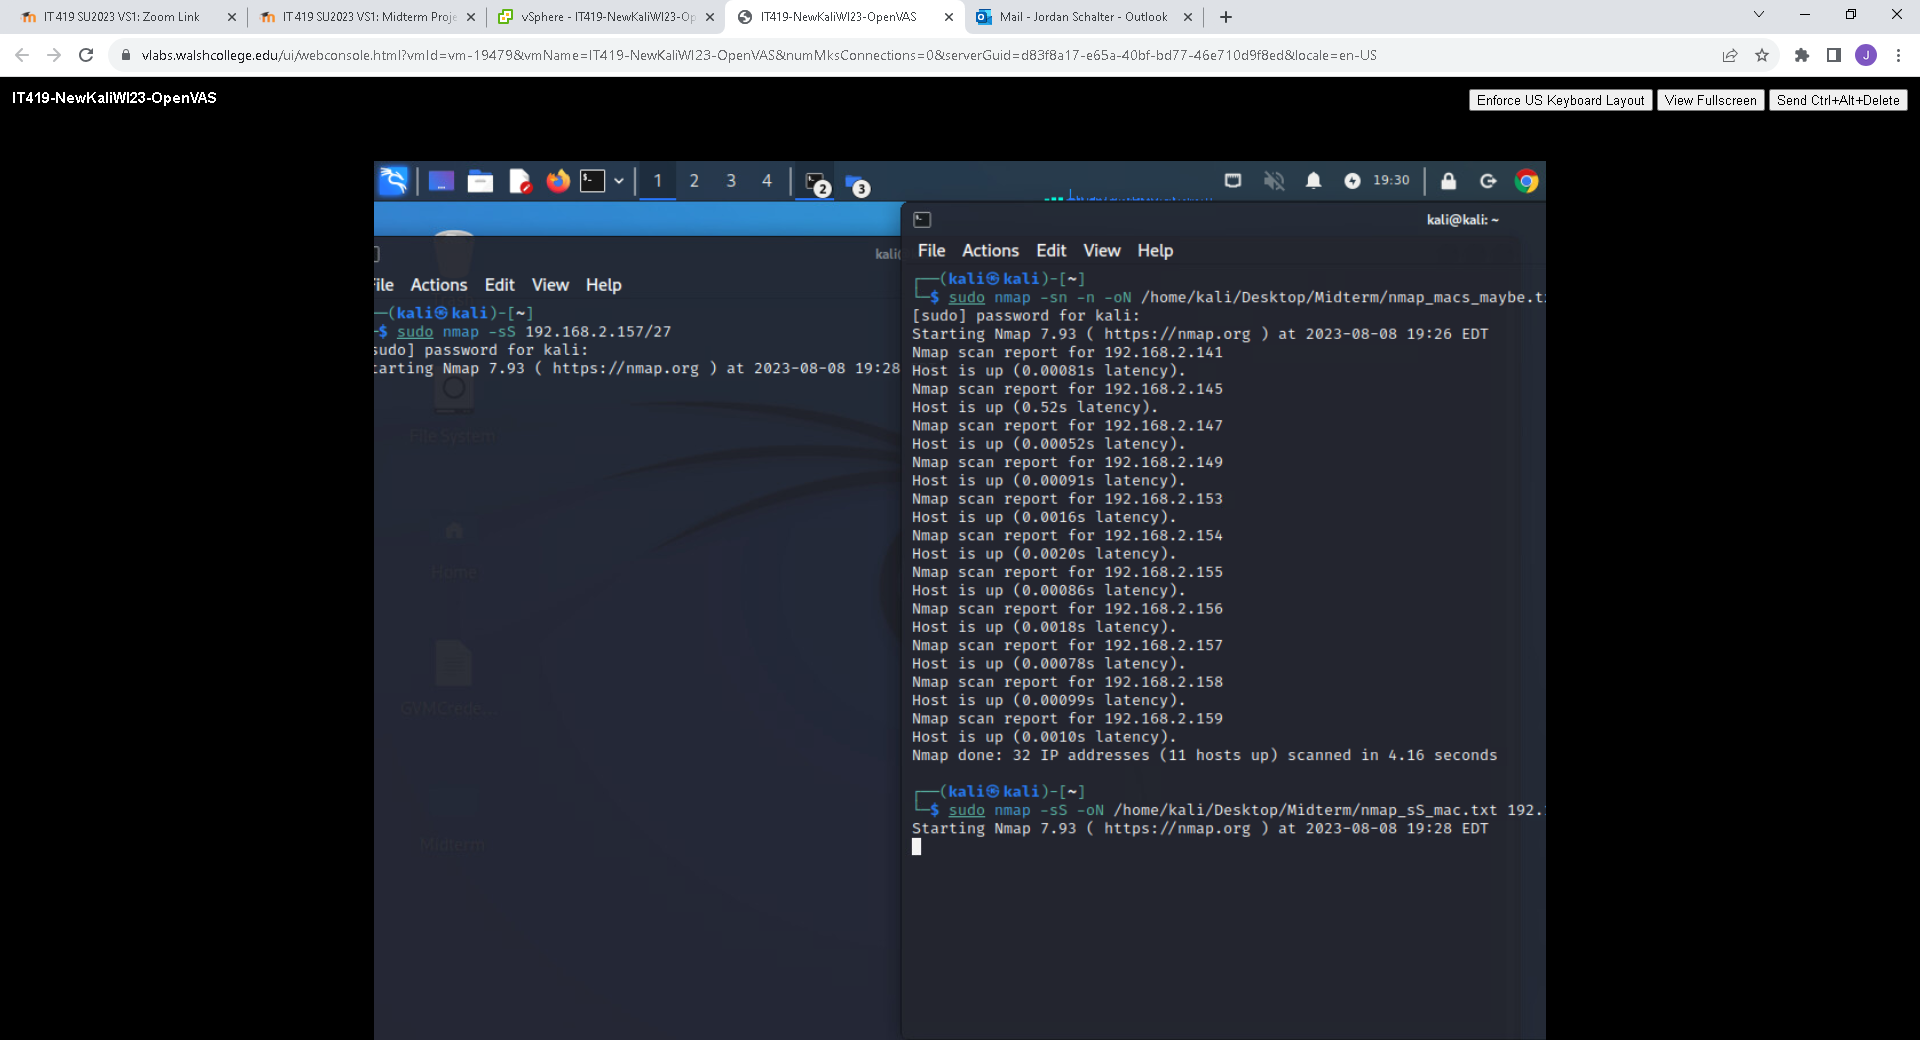 IT 419 SU2023 VS1: Zoom Link
IT 419 SU2023 VS1: Midterm Proje
vSphere - IT419-NewKaliWI23-Op
IT419-NewKaliWI23-OpenVAS
Mail - Jordan Schalter - Outlook
vlabs.walshcollege.edu/ui/webconsole.html?vmId=vm-19479&vmName=IT419-NewKaliWI23-OpenVAS&numMksConnections=0&serverGuid=d83f8a17-e65a-40bf-bd77-46e710d9f8ed&locale=en-US
J
IT419-NewKaliWI23-OpenVAS
Enforce US Keyboard Layout
View Fullscreen
Send Ctrl+Alt+Delete
1 2 3 4 2 3
19:30
kali@
File Actions Edit View Help
(kali㉿kali)-[~]
$ sudo nmap -sS 192.168.2.157/27
sudo] password for kali:
tarting Nmap 7.93 ( https://nmap.org ) at 2023-08-08 19:28
File System
Home
GVMCrede...
Midterm
kali@kali: ~
File Actions Edit View Help
┌──(kali㉿kali)-[~]
└─$ sudo nmap -sn -n -oN /home/kali/Desktop/Midterm/nmap_macs_maybe.t
[sudo] password for kali:
Starting Nmap 7.93 ( https://nmap.org ) at 2023-08-08 19:26 EDT
Nmap scan report for 192.168.2.141
Host is up (0.00081s latency).
Nmap scan report for 192.168.2.145
Host is up (0.52s latency).
Nmap scan report for 192.168.2.147
Host is up (0.00052s latency).
Nmap scan report for 192.168.2.149
Host is up (0.00091s latency).
Nmap scan report for 192.168.2.153
Host is up (0.0016s latency).
Nmap scan report for 192.168.2.154
Host is up (0.0020s latency).
Nmap scan report for 192.168.2.155
Host is up (0.00086s latency).
Nmap scan report for 192.168.2.156
Host is up (0.0018s latency).
Nmap scan report for 192.168.2.157
Host is up (0.00078s latency).
Nmap scan report for 192.168.2.158
Host is up (0.00099s latency).
Nmap scan report for 192.168.2.159
Host is up (0.0010s latency).
Nmap done: 32 IP addresses (11 hosts up) scanned in 4.16 seconds
┌──(kali㉿kali)-[~]
└─$ sudo nmap -sS -oN /home/kali/Desktop/Midterm/nmap_sS_mac.txt 192.
Starting Nmap 7.93 ( https://nmap.org ) at 2023-08-08 19:28 EDT